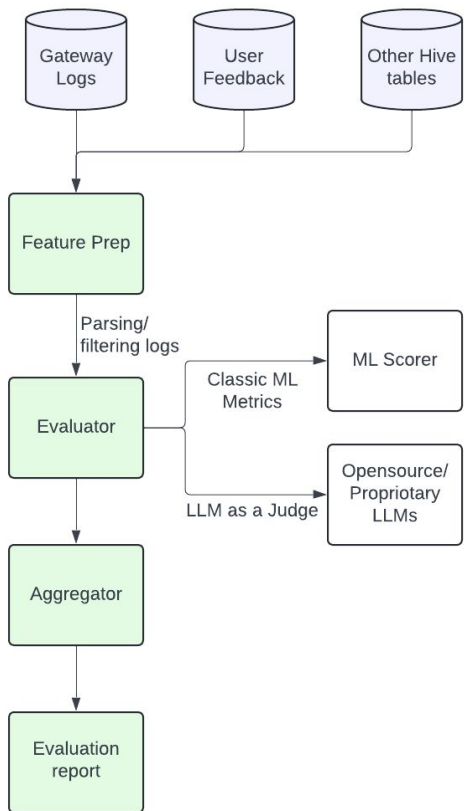 Gateway
Logs
User
Feedback
Other Hive
tables
Feature Prep
Parsing/
filtering logs
ML Scorer
Classic ML
Metrics
Evaluator
Opensource/
Propriotary
LLMs
LLM as a Judge
Aggregator
Evaluation
report